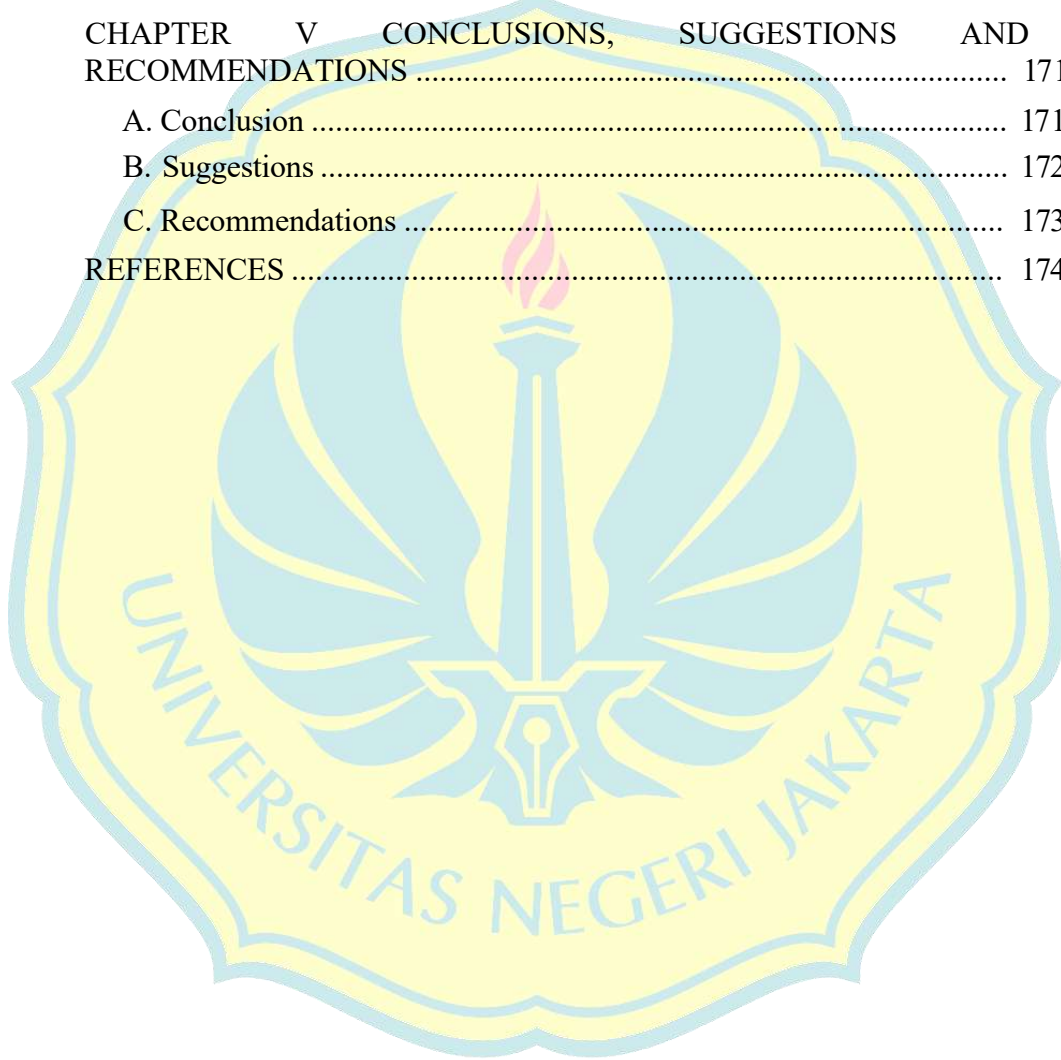 CHAPTER V CONCLUSIONS, SUGGESTIONS AND
RECOMMENDATIONS ........................................................................ 171
A. Conclusion ..................................................................................... 171
B. Suggestions .................................................................................... 172
C. Recommendations ......................................................................... 173
REFERENCES ....................................................................................... 174
UNIVERSITAS NEGERI JAKARTA